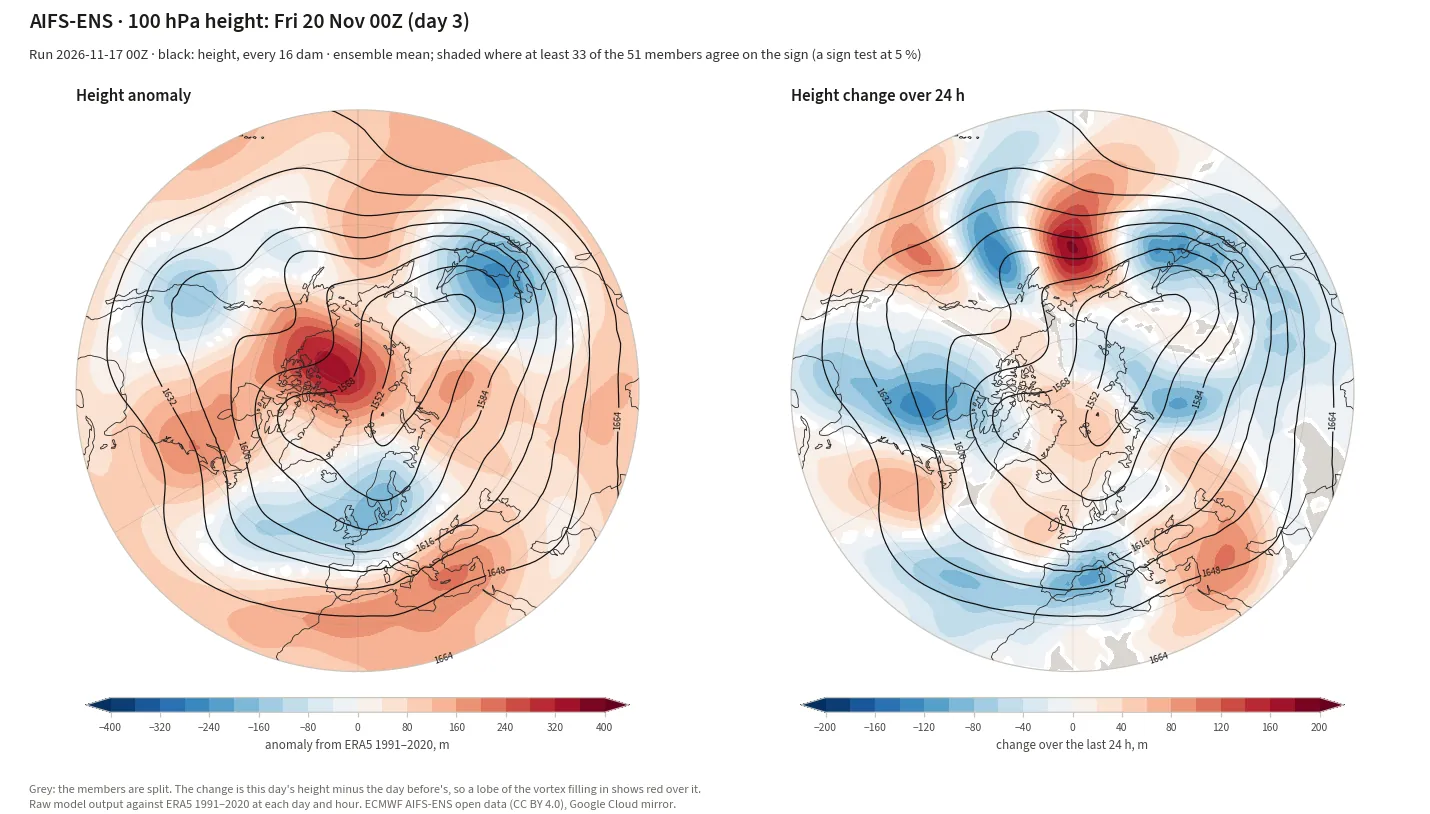 AIFS-ENS · 100 hPa height: Fri 20 Nov 00Z (day 3)
Run 2026-11-17 00Z · black: height, every 16 dam · ensemble mean; shaded where at least 33 of the 51 members agree on the sign (a sign test at 5 %)
Height anomaly
Height change over 24 h
1568
1552
1584
1632
1600
1664
1616
1648
1664
1568
1552
1584
1632
1600
1664
1616
1648
1664
−400 −320 −240 −160 −80 0 80 160 240 320 400
anomaly from ERA5 1991–2020, m
−200 −160 −120 −80 −40 0 40 80 120 160 200
change over the last 24 h, m
Grey: the members are split. The change is this day's height minus the day before's, so a lobe of the vortex filling in shows red over it.
Raw model output against ERA5 1991–2020 at each day and hour. ECMWF AIFS-ENS open data (CC BY 4.0), Google Cloud mirror.